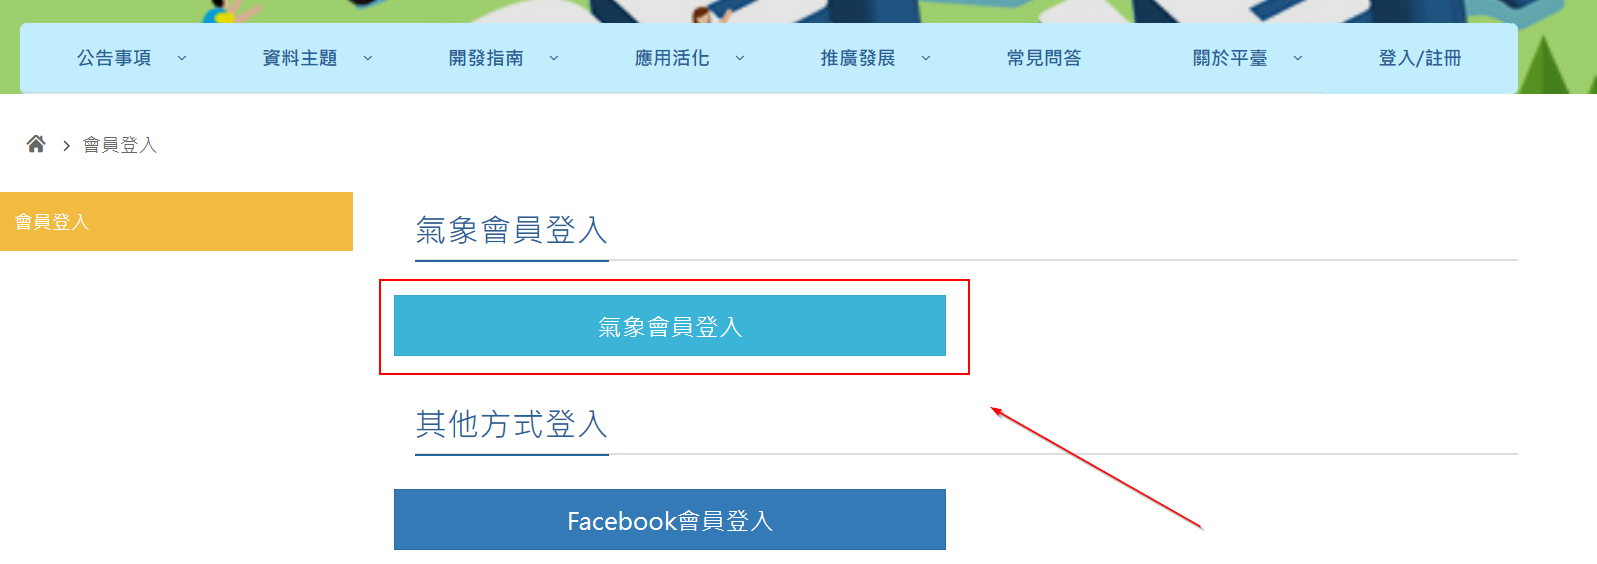 公告事項 資料主題 開發指南 應用活化 推廣發展 常見問答 關於平臺 登入/註冊
會員登入
會員登入
氣象會員登入
氣象會員登入
其他方式登入
Facebook會員登入